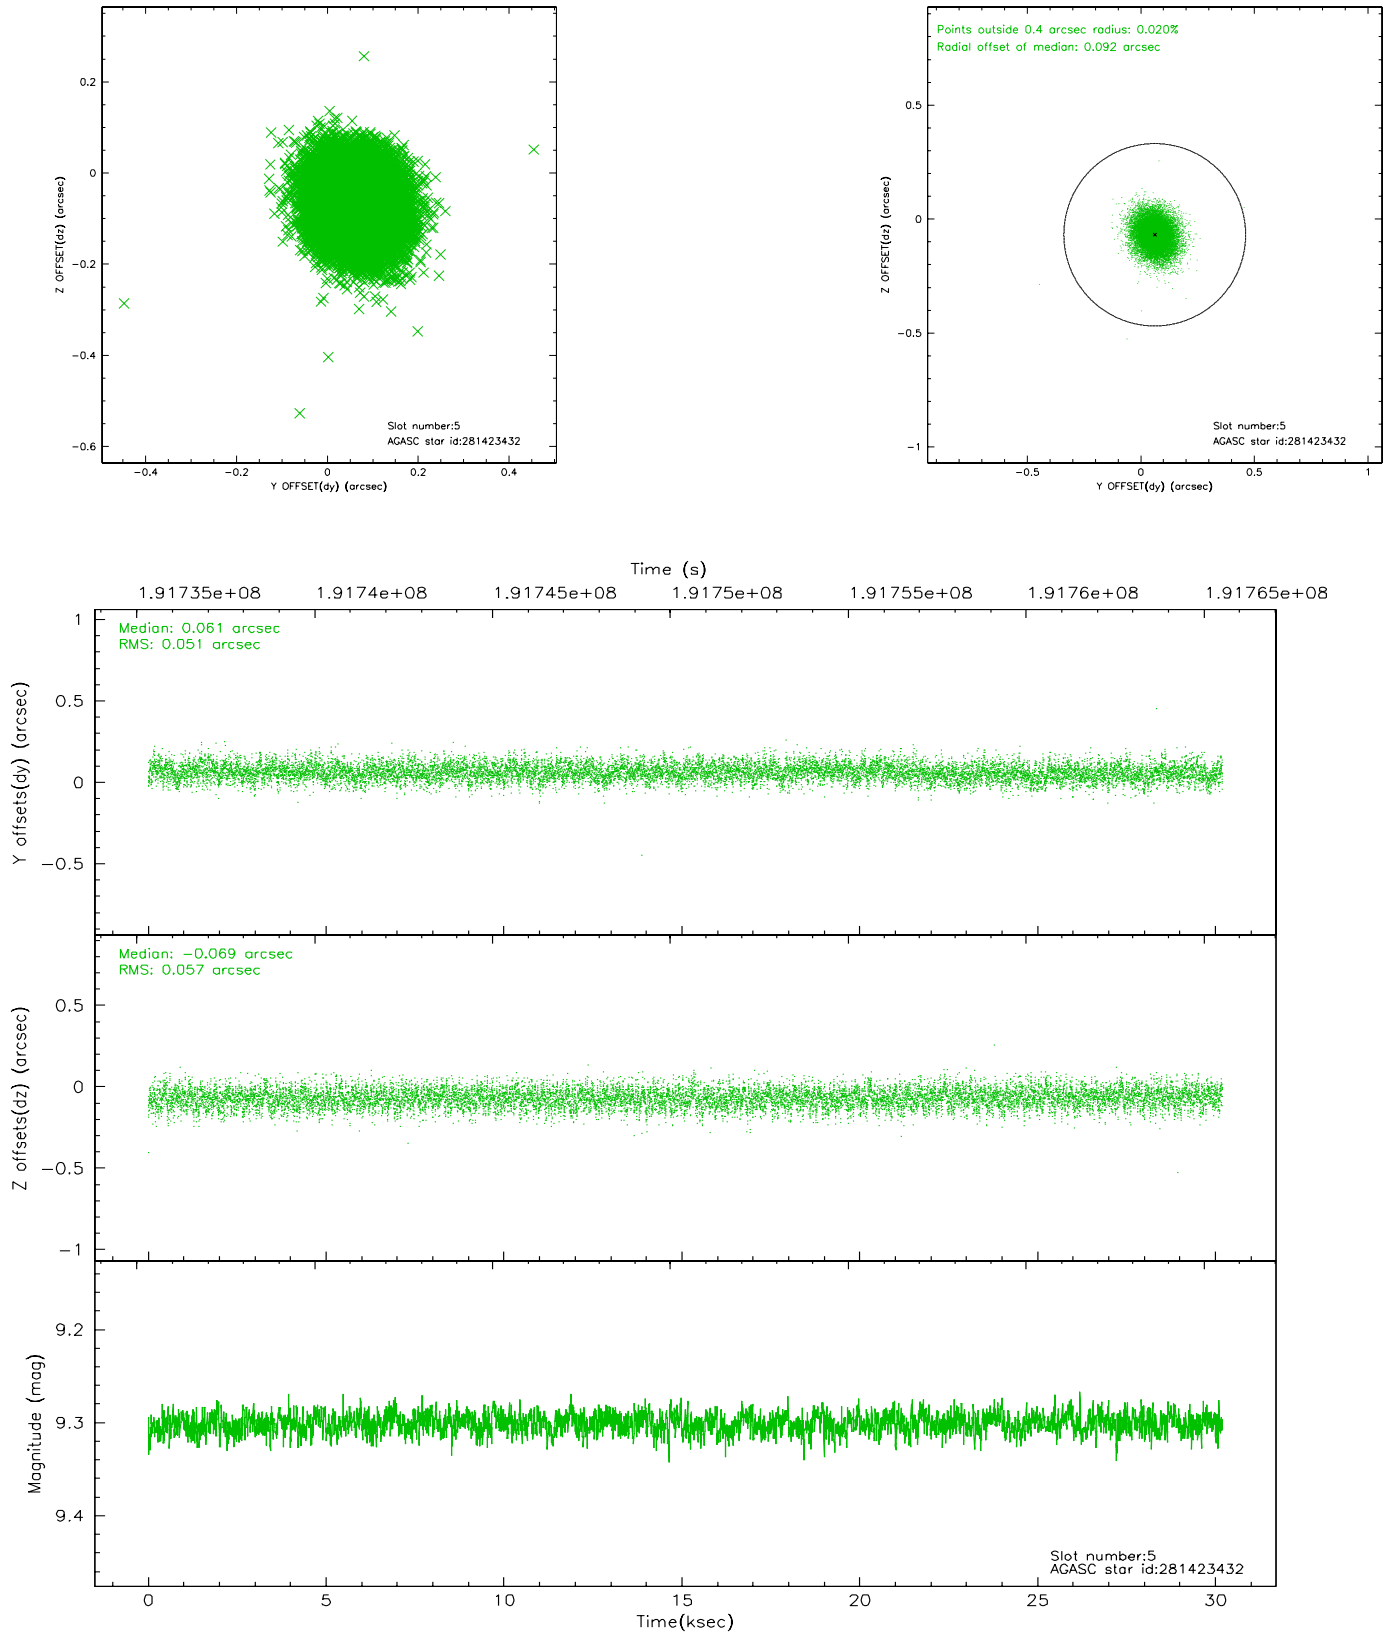 0.2
0
−0.2
−0.4
−0.6
Z OFFSET(dz) (arcsec)
Slot number:5
AGASC star id:281423432
−0.4 −0.2 0 0.2 0.4
Y OFFSET(dy) (arcsec)
Points outside 0.4 arcsec radius: 0.020%
Radial offset of median: 0.092 arcsec
0.5
0
−0.5
−1
Z OFFSET(dz) (arcsec)
Slot number:5
AGASC star id:281423432
−0.5 0 0.5 1
Y OFFSET(dy) (arcsec)
Time (s)
1.91735e+08 1.9174e+08 1.91745e+08 1.9175e+08 1.91755e+08 1.9176e+08 1.91765e+08
Median: 0.061 arcsec
RMS: 0.051 arcsec
1
0.5
0
−0.5
Y offsets(dy) (arcsec)
Median: −0.069 arcsec
RMS: 0.057 arcsec
0.5
0
−0.5
−1
Z offsets(dz) (arcsec)
9.2
9.3
9.4
Magnitude (mag)
Slot number:5
AGASC star id:281423432
0 5 10 15 20 25 30
Time(ksec)